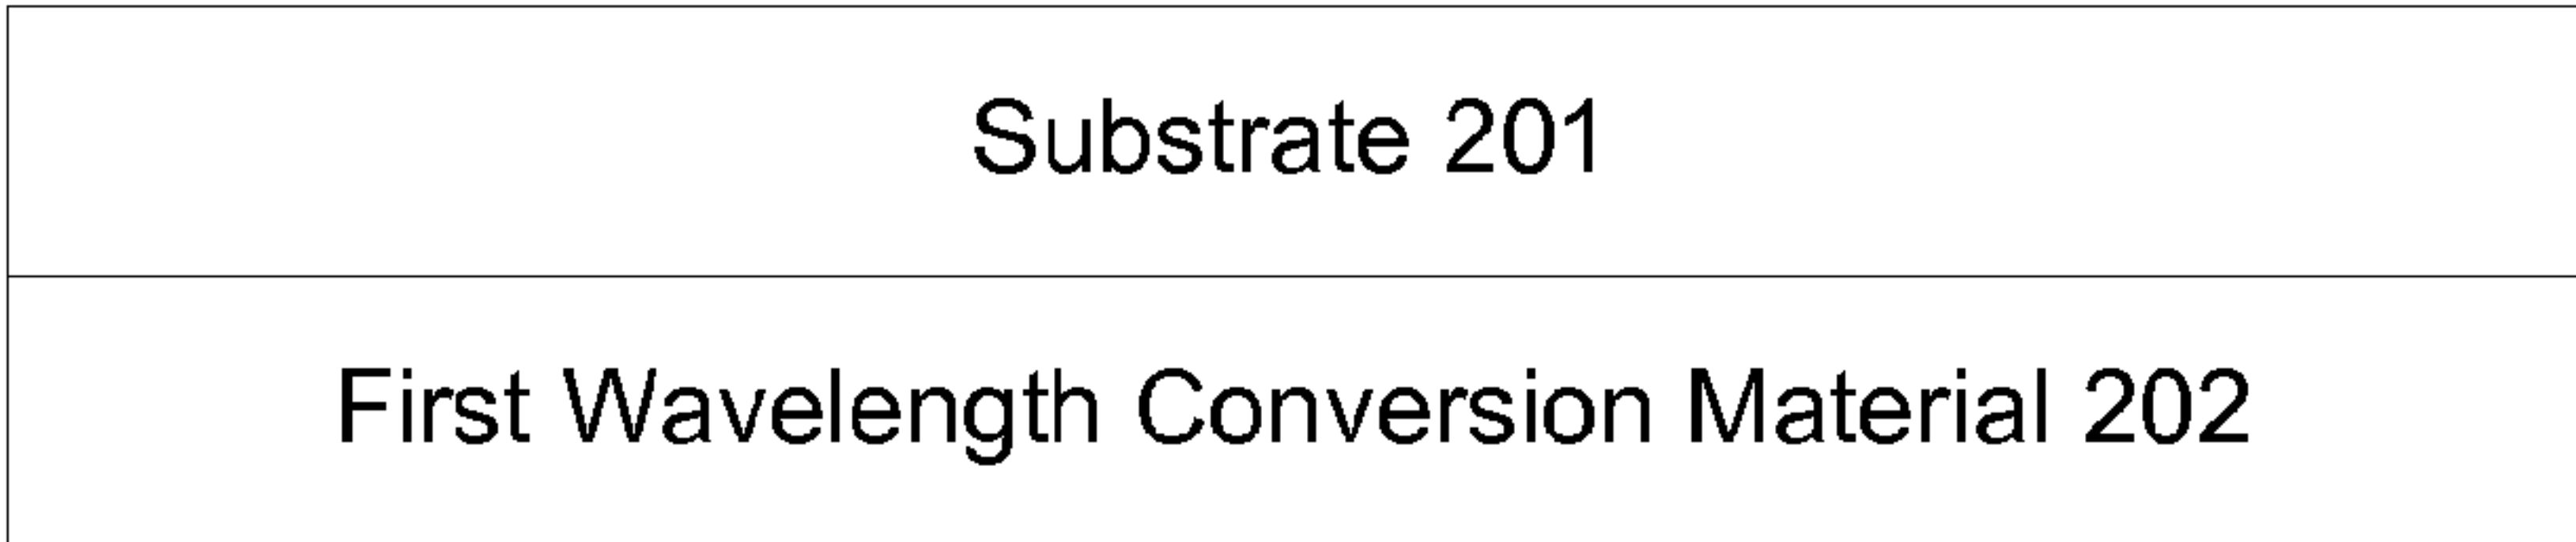 Substrate 201
First Wavelength Conversion Material 202